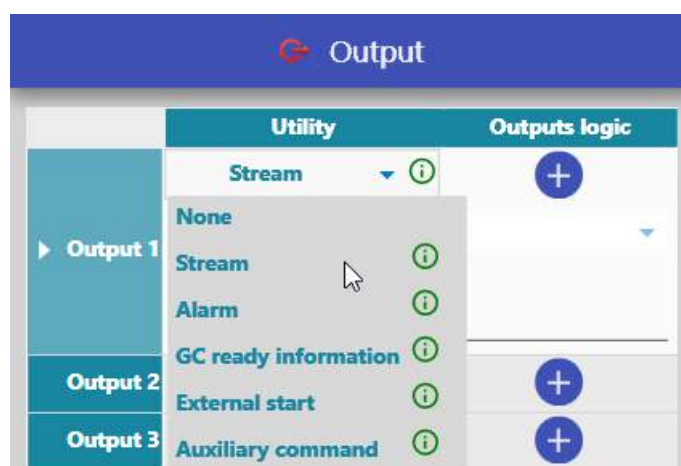 Output
Utility Outputs logic
Stream
None
Output 1
Stream
Alarm
GC ready information
Output 2
External start
Output 3
Auxiliary command